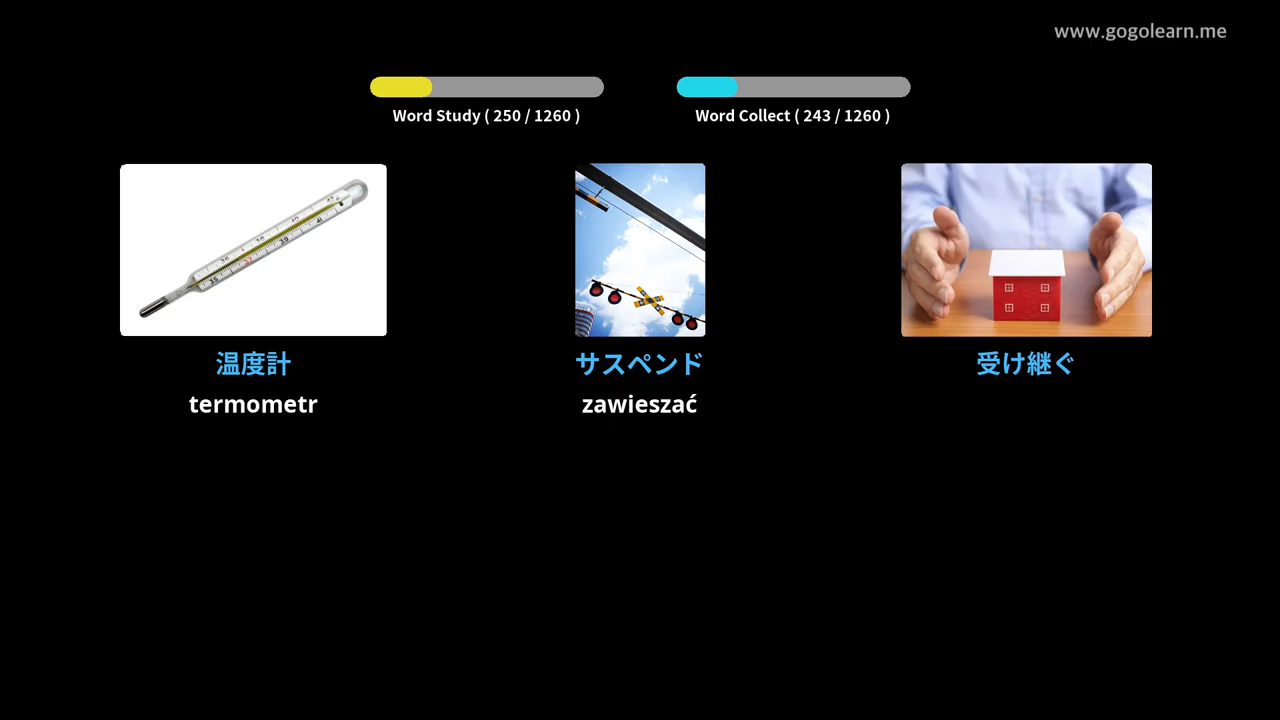 www.gogolearn.me
Word Study ( 250 / 1260 )
Word Collect ( 243 / 1260 )
温度計
サスペンド
受け継ぐ
termometr
zawieszać